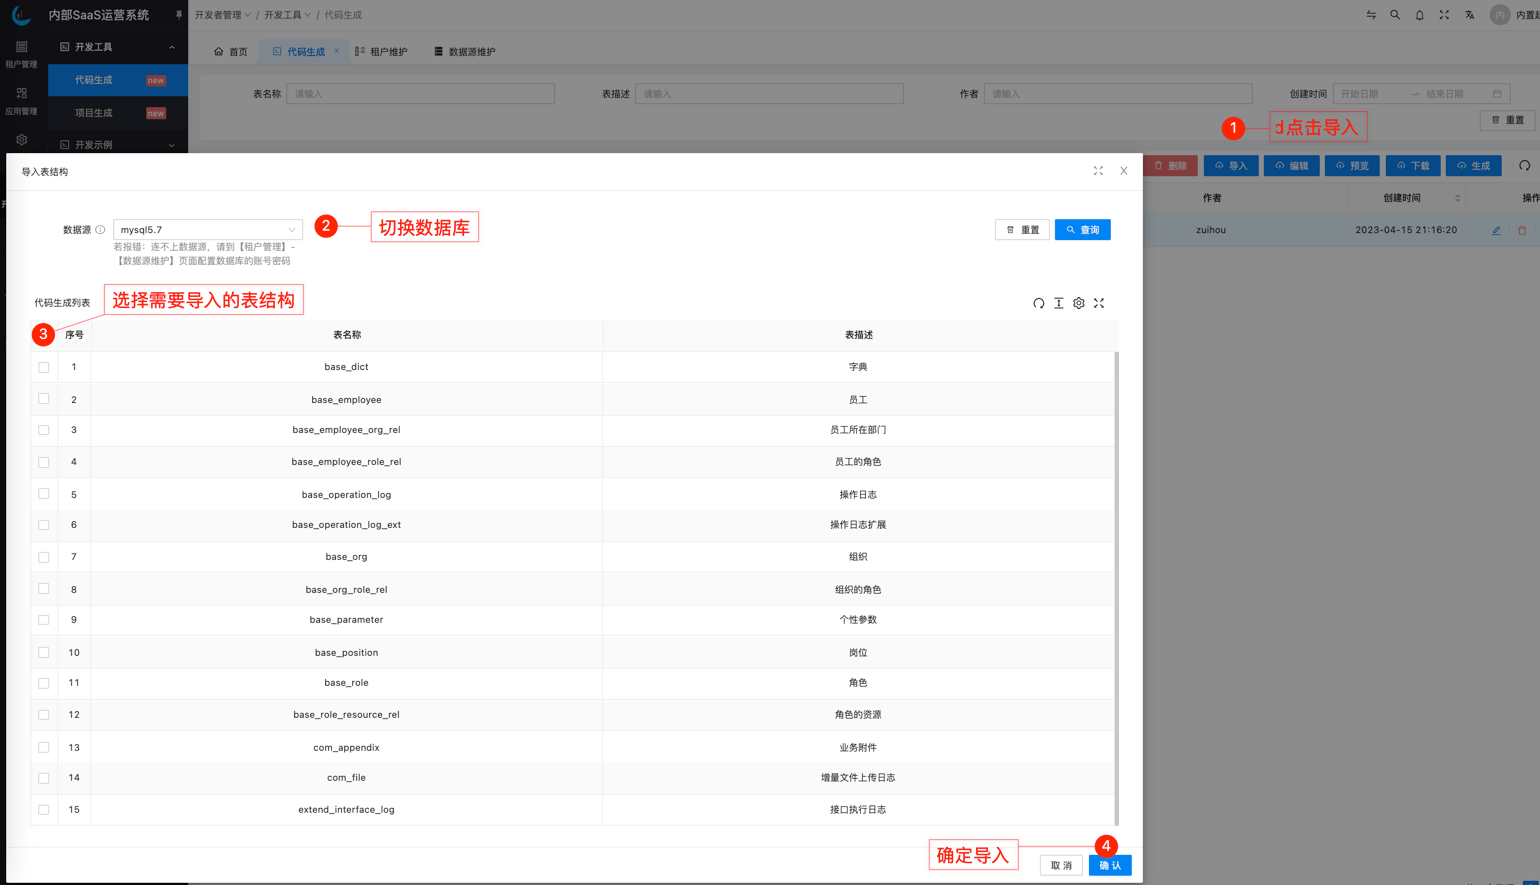 内部SaaS运营系统
开发者管理 / 开发工具 / 代码生成
内
内置超
租户管理
应用管理
开发工具
代码生成 new
项目生成 new
开发示例
首页 代码生成 × 租户维护 数据源维护
表名称 请输入 表描述 请输入 作者 请输入 创建时间 开始日期 → 结束日期
1 d点击导入
重置
删除 导入 编辑 预览 下载 生成
作者 创建时间 操作
zuihou 2023-04-15 21:16:20
导入表结构
数据源 mysql5.7
2 切换数据库
重置 查询
若报错：连不上数据源，请到【租户管理】-
【数据源维护】页面配置数据库的账号密码
代码生成列表
选择需要导入的表结构
3
序号 表名称 表描述
1 base_dict 字典
2 base_employee 员工
3 base_employee_org_rel 员工所在部门
4 base_employee_role_rel 员工的角色
5 base_operation_log 操作日志
6 base_operation_log_ext 操作日志扩展
7 base_org 组织
8 base_org_role_rel 组织的角色
9 base_parameter 个性参数
10 base_position 岗位
11 base_role 角色
12 base_role_resource_rel 角色的资源
13 com_appendix 业务附件
14 com_file 增量文件上传日志
15 extend_interface_log 接口执行日志
确定导入 4
取消 确认